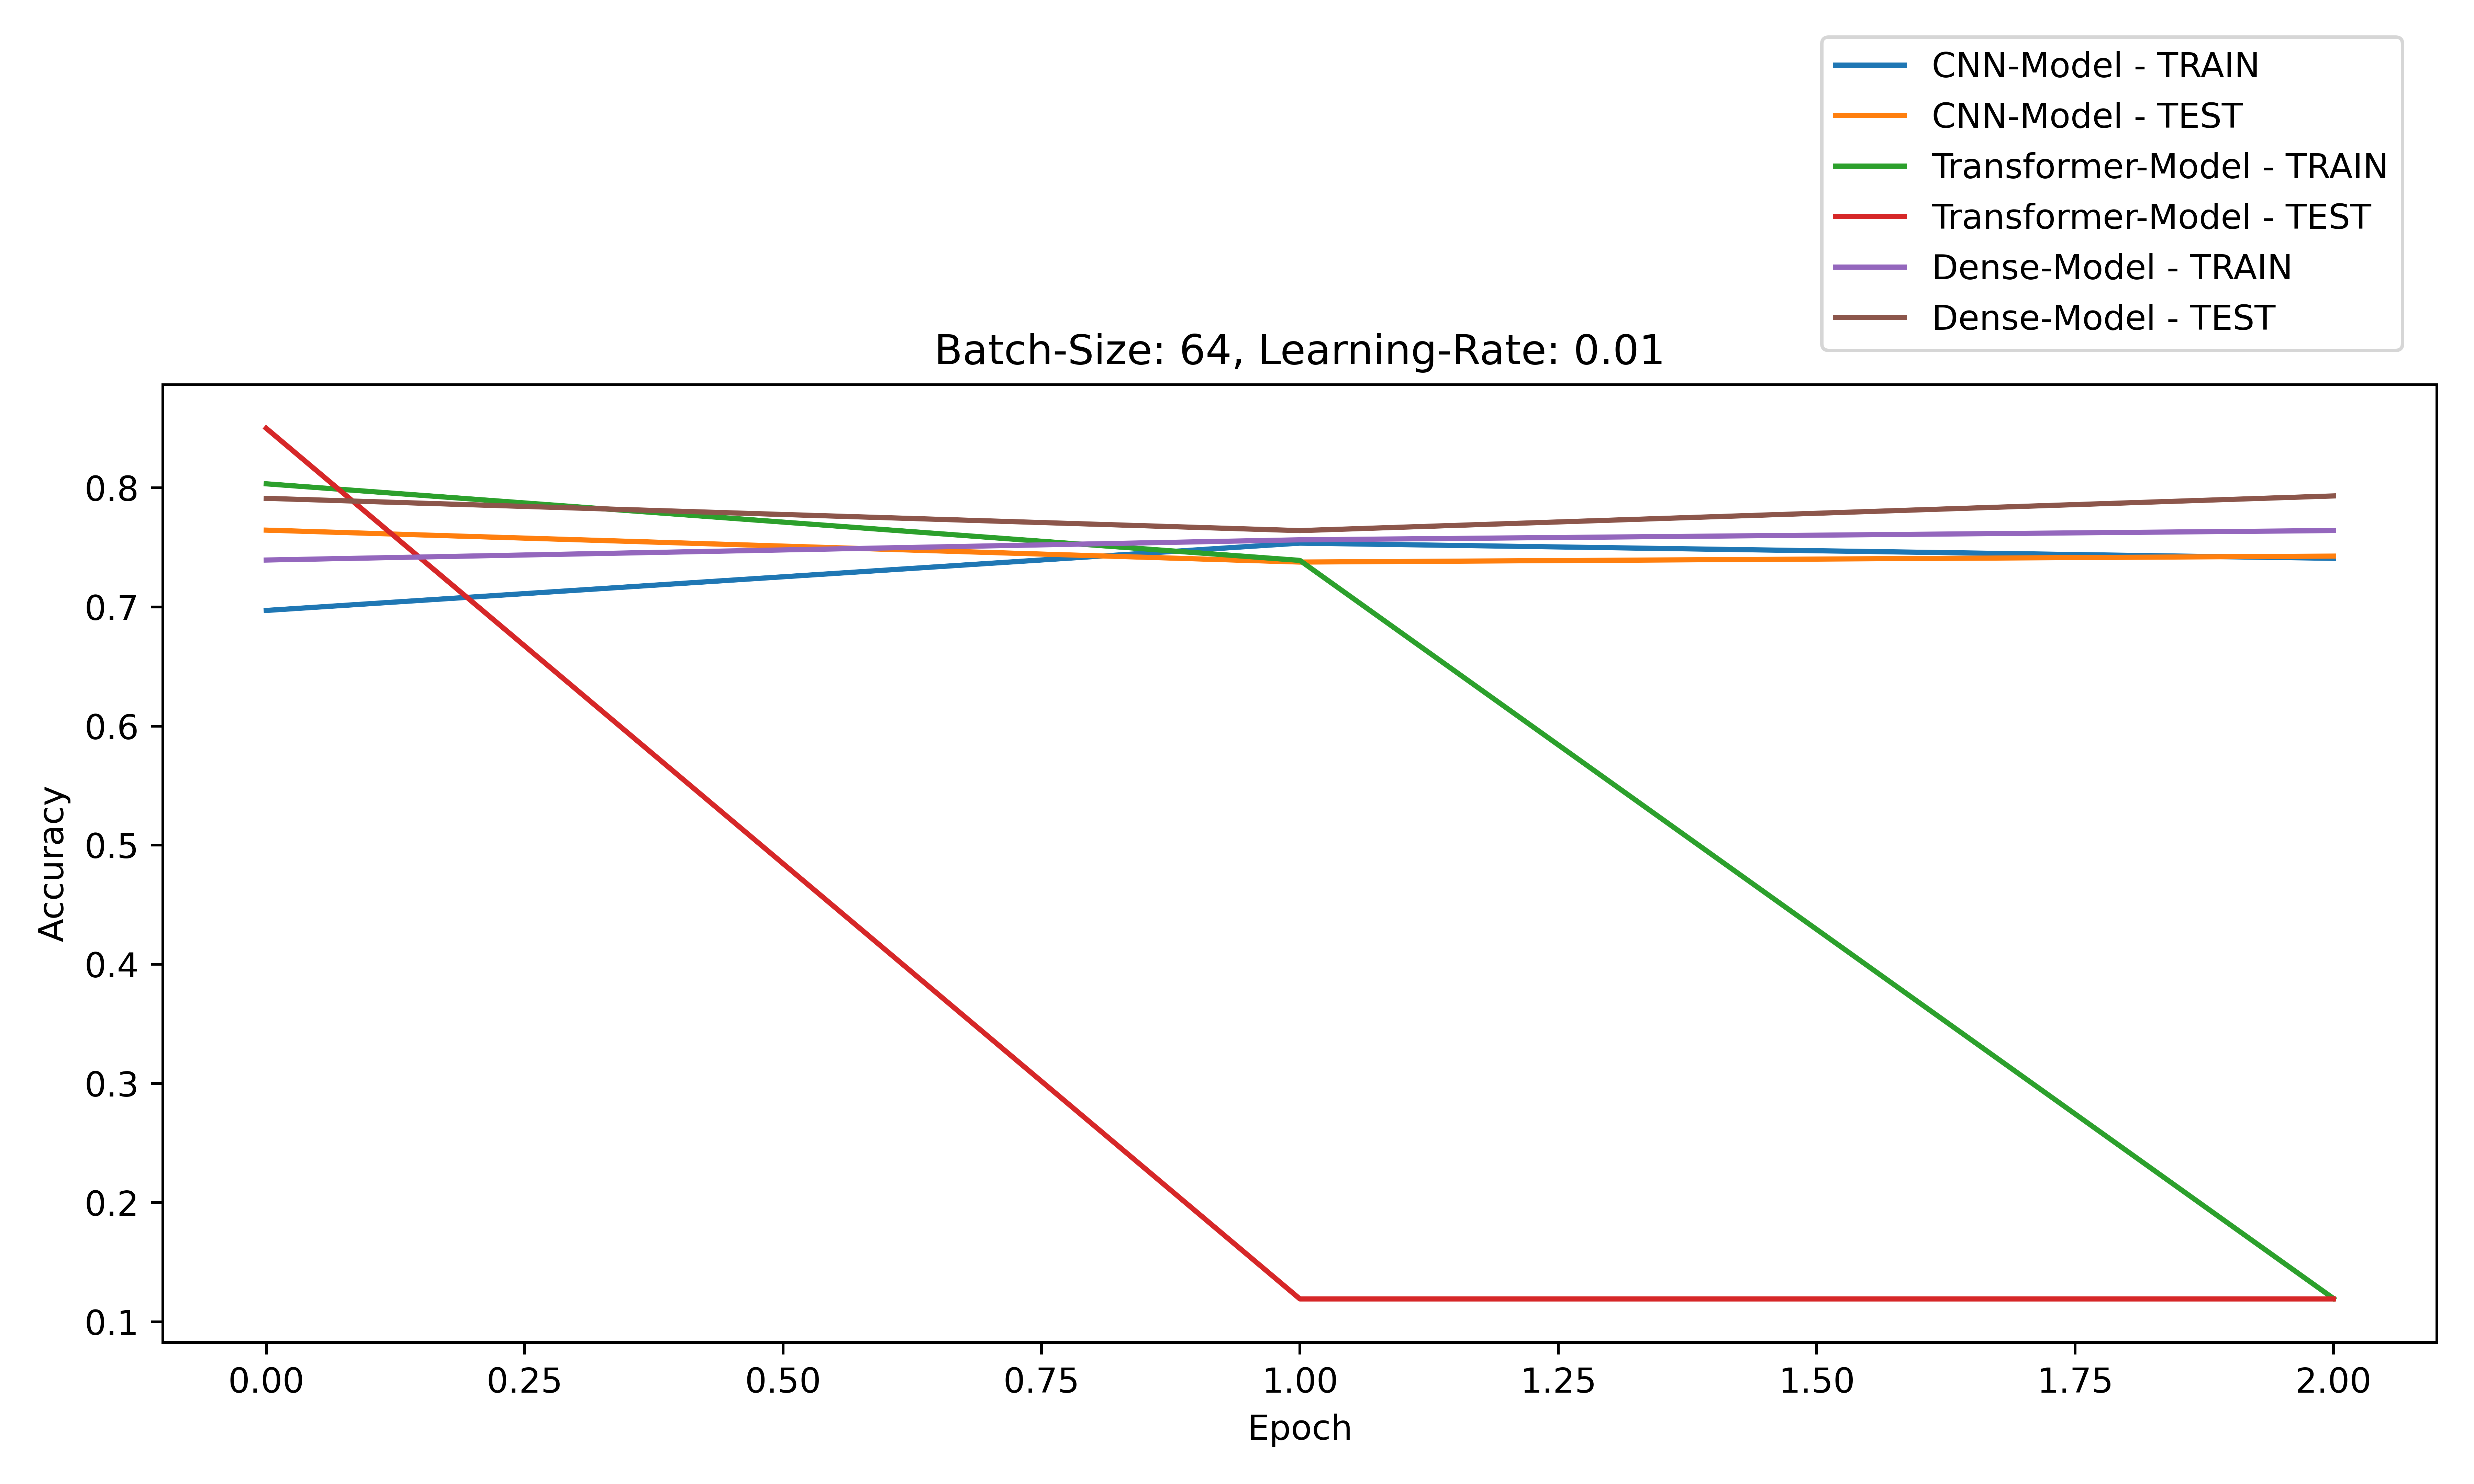 CNN-Model - TRAIN
CNN-Model - TEST
Transformer-Model - TRAIN
Transformer-Model - TEST
Dense-Model - TRAIN
Dense-Model - TEST
Batch-Size: 64, Learning-Rate: 0.01
0.8
0.7
0.6
0.5
0.4
0.3
0.2
0.1
Accuracy
0.00 0.25 0.50 0.75 1.00 1.25 1.50 1.75 2.00
Epoch